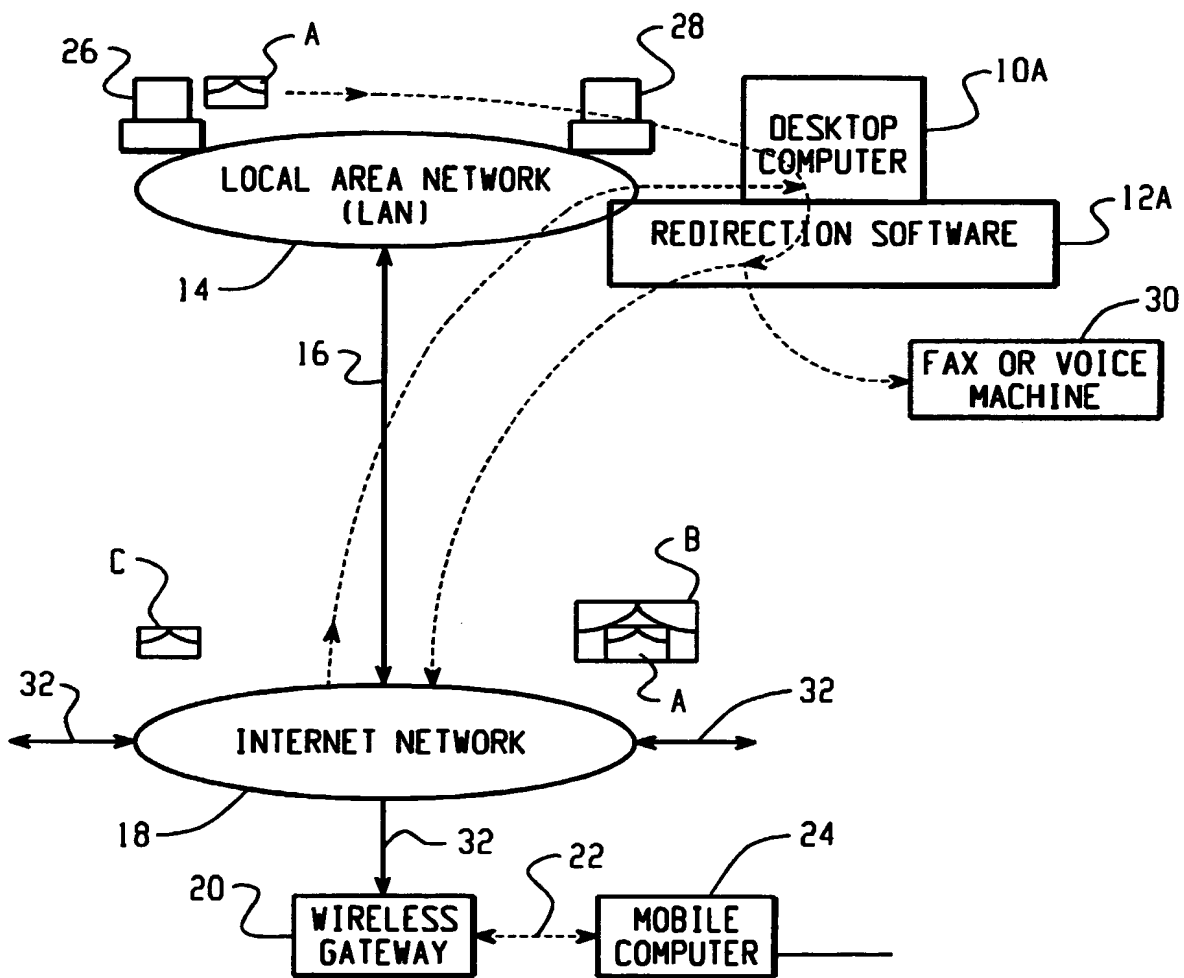 26
A
28
10A
DESKTOP
COMPUTER
LOCAL AREA NETWORK
(LAN)
12A
REDIRECTION SOFTWARE
14
30
16
FAX OR VOICE
MACHINE
C
B
A
32
32
INTERNET NETWORK
18
32
22
24
20
WIRELESS
GATEWAY
MOBILE
COMPUTER